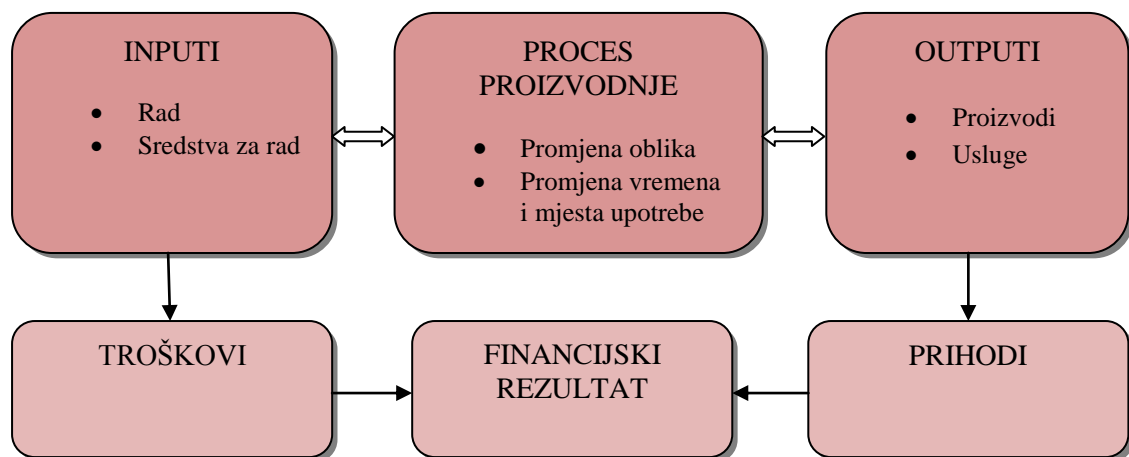 INPUTI
• Rad
• Sredstva za rad
PROCES
PROIZVODNJE
• Promjena oblika
• Promjena vremena
i mjesta upotrebe
OUTPUTI
• Proizvodi
• Usluge
TROŠKOVI
FINANCIJSKI
REZULTAT
PRIHODI